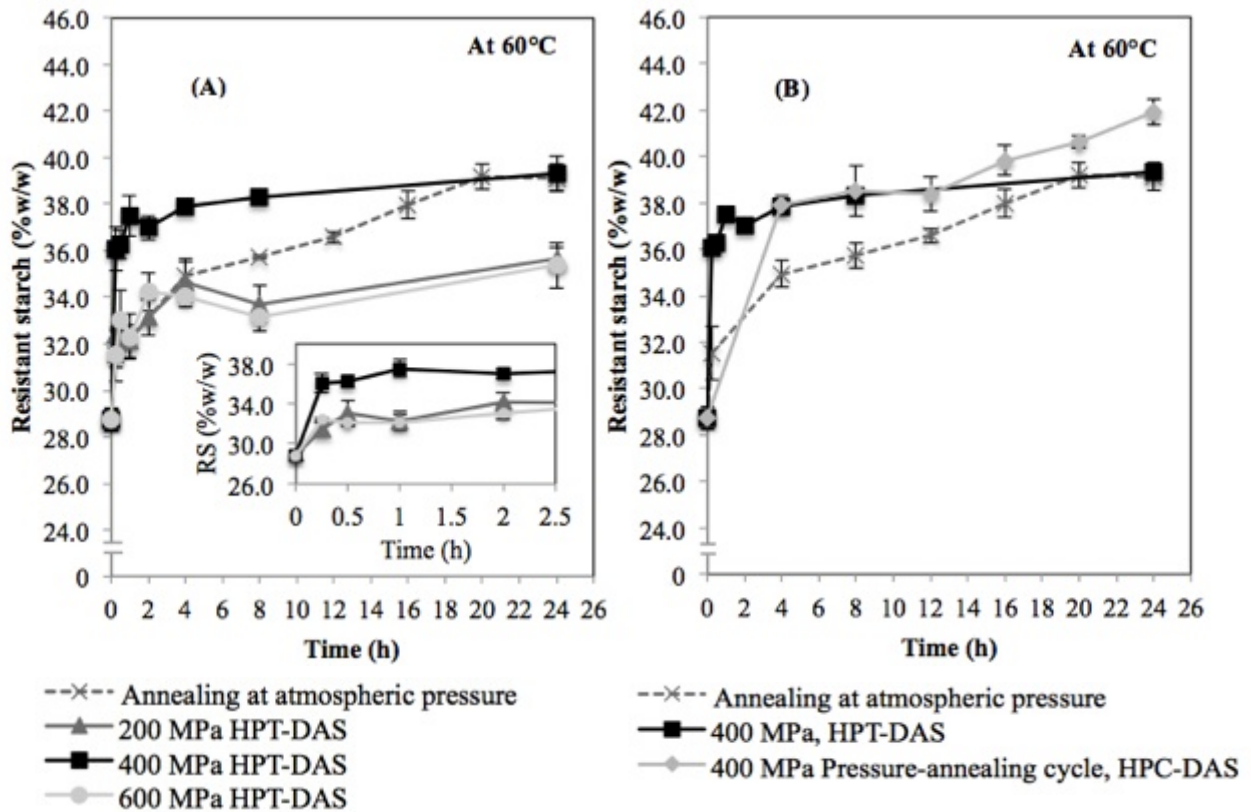 46.0
44.0
42.0
40.0
38.0
36.0
34.0
32.0
30.0
28.0
26.0
24.0
0
Resistant starch (%w/w)
At 60°C
(A)
RS (%w/w)
38.0
34.0
30.0
26.0
0 0.5 1 1.5 2 2.5
Time (h)
0 2 4 6 8 10 12 14 16 18 20 22 24 26
Time (h)
Annealing at atmospheric pressure
200 MPa HPT-DAS
400 MPa HPT-DAS
600 MPa HPT-DAS
46.0
44.0
42.0
40.0
38.0
36.0
34.0
32.0
30.0
28.0
26.0
24.0
0
Resistant starch (%w/w)
At 60°C
(B)
0 2 4 6 8 10 12 14 16 18 20 22 24 26
Time (h)
Annealing at atmospheric pressure
400 MPa, HPT-DAS
400 MPa Pressure-annealing cycle, HPC-DAS